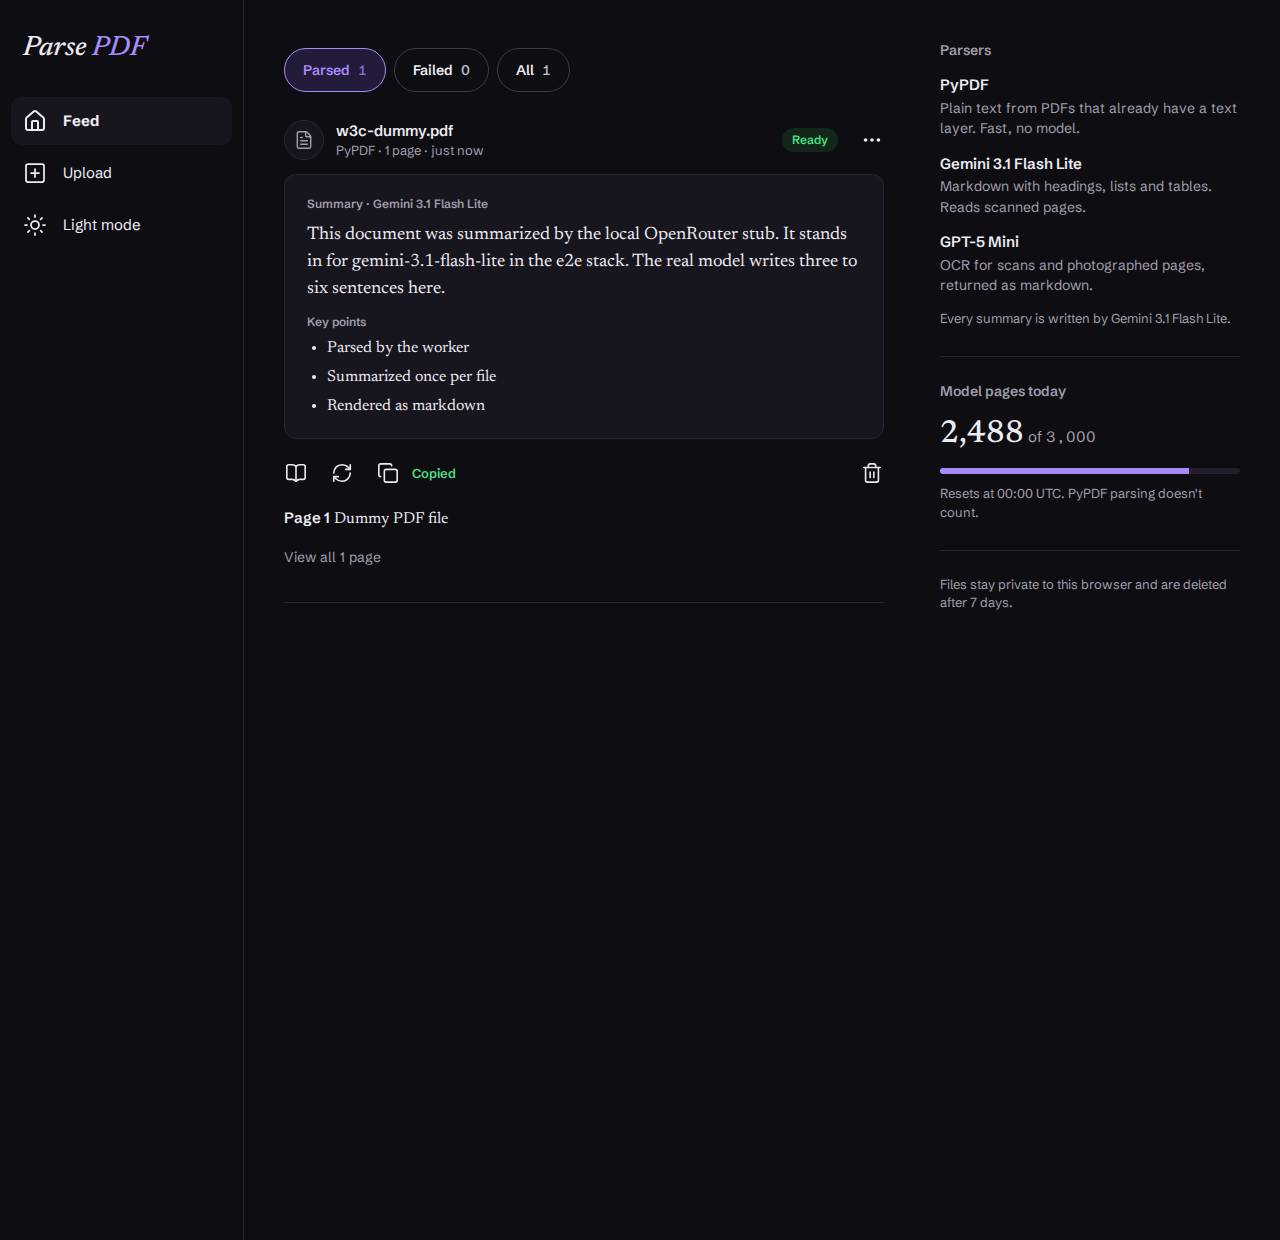 Parse PDF
Feed
Upload
Light mode
Parsed 1
Failed 0
All 1
w3c-dummy.pdf
PyPDF · 1 page · just now
Ready
Summary · Gemini 3.1 Flash Lite
This document was summarized by the local OpenRouter stub. It stands
in for gemini-3.1-flash-lite in the e2e stack. The real model writes three to
six sentences here.
Key points
• Parsed by the worker
• Summarized once per file
• Rendered as markdown
Copied
Page 1 Dummy PDF file
View all 1 page
Parsers
PyPDF
Plain text from PDFs that already have a text
layer. Fast, no model.
Gemini 3.1 Flash Lite
Markdown with headings, lists and tables.
Reads scanned pages.
GPT-5 Mini
OCR for scans and photographed pages,
returned as markdown.
Every summary is written by Gemini 3.1 Flash Lite.
Model pages today
2,488 of 3,000
Resets at 00:00 UTC. PyPDF parsing doesn't
count.
Files stay private to this browser and are deleted
after 7 days.